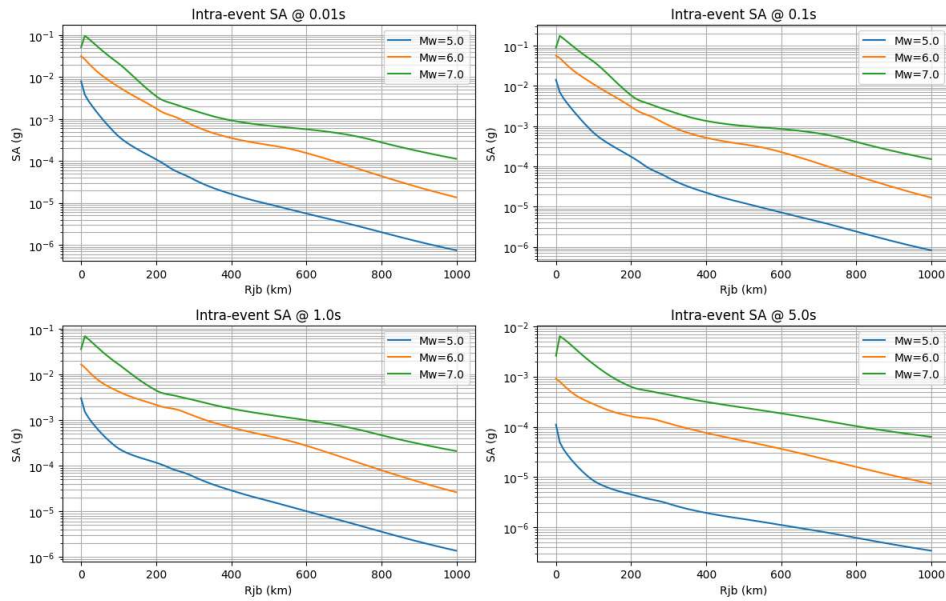 Intra-event SA @ 0.01s
SA (g)
10⁻¹
10⁻²
10⁻³
10⁻⁴
10⁻⁵
10⁻⁶
Mw=5.0
Mw=6.0
Mw=7.0
0 200 400 600 800 1000
Rjb (km)
Intra-event SA @ 0.1s
SA (g)
10⁻¹
10⁻²
10⁻³
10⁻⁴
10⁻⁵
10⁻⁶
Mw=5.0
Mw=6.0
Mw=7.0
0 200 400 600 800 1000
Rjb (km)
Intra-event SA @ 1.0s
SA (g)
10⁻¹
10⁻²
10⁻³
10⁻⁴
10⁻⁵
10⁻⁶
Mw=5.0
Mw=6.0
Mw=7.0
0 200 400 600 800 1000
Rjb (km)
Intra-event SA @ 5.0s
SA (g)
10⁻²
10⁻³
10⁻⁴
10⁻⁵
10⁻⁶
Mw=5.0
Mw=6.0
Mw=7.0
0 200 400 600 800 1000
Rjb (km)